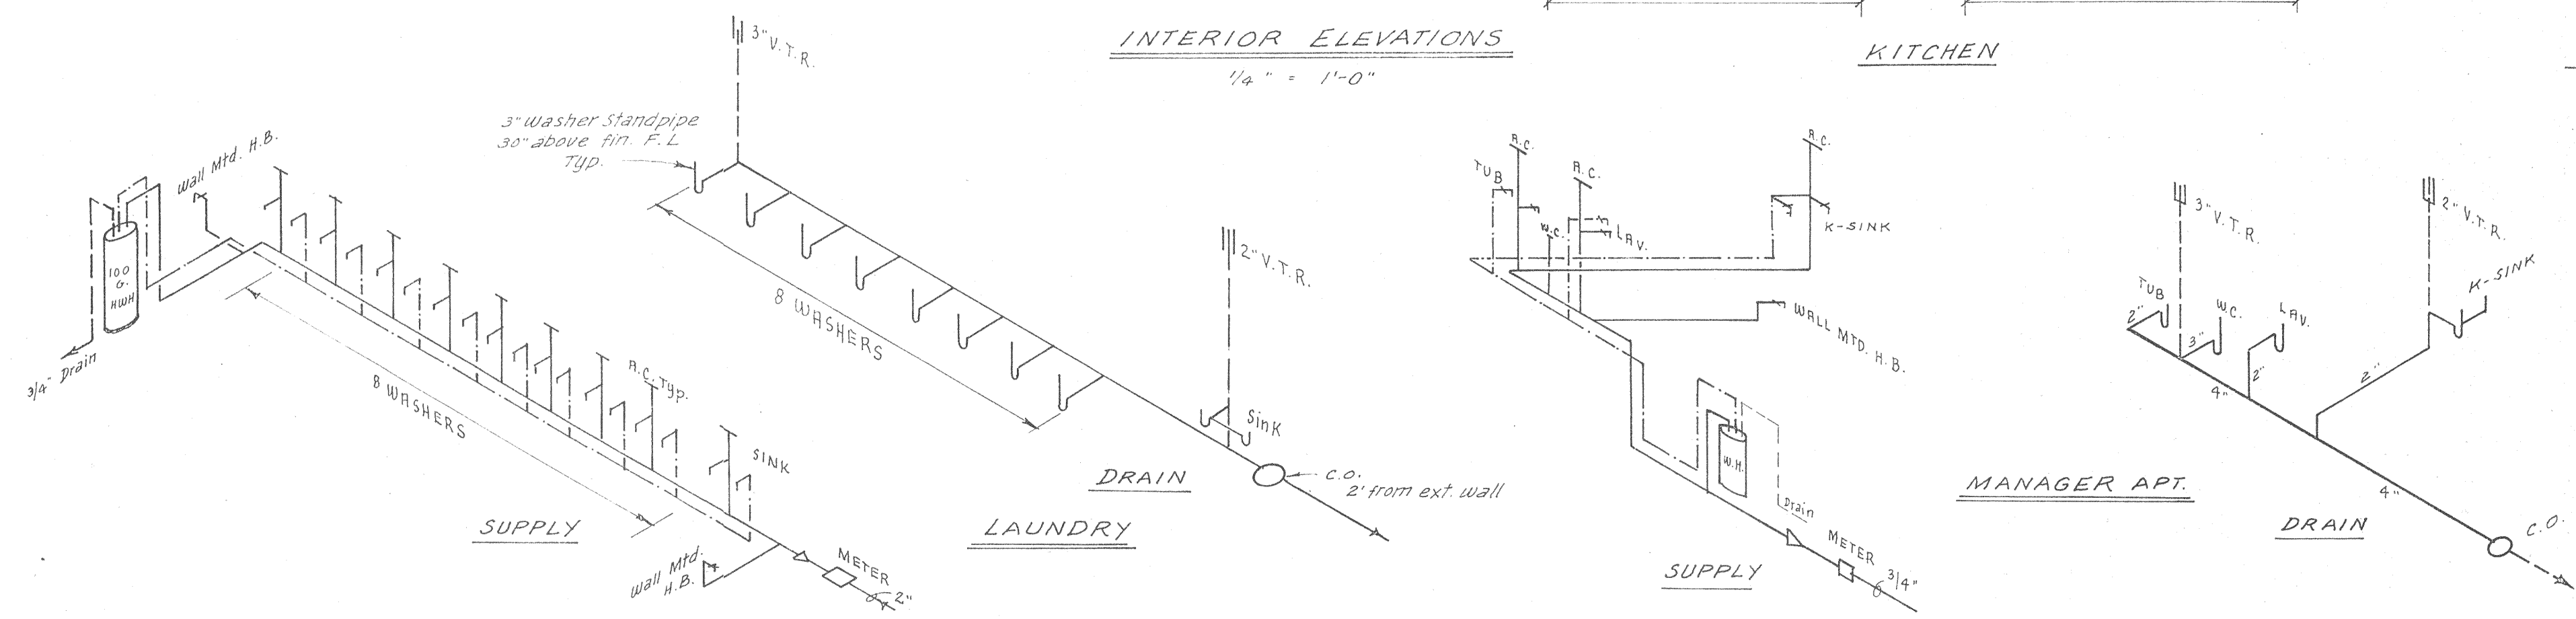 INTERIOR ELEVATIONS
1/4" = 1'-0"
KITCHEN
3" V.T.R.
3" Washer Standpipe
30" above fin. F.L
Typ.
Wall Mtd. H.B.
100
G.
HWH
3/4" Drain
8 WASHERS
A.C. Typ.
SINK
Wall Mtd.
H.B.
METER
2"
SUPPLY
8 WASHERS
2" V.T.R.
Sink
C.O.
2' from ext. wall
DRAIN
LAUNDRY
A.C.
TUB
A.C.
W.C.
LAV.
A.C.
K-SINK
WALL MTD. H.B.
W.H.
Drain
METER
3/4"
SUPPLY
MANAGER APT.
3" V.T.R.
2" V.T.R.
TUB
2"
W.C.
3"
LAV.
2"
K-SINK
2"
4"
4"
C.O.
DRAIN